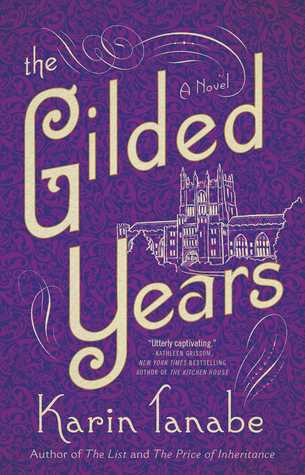 the
Gilded
A Novel
Years
"Utterly captivating."
KATHLEEN GRISSOM,
NEW YORK TIMES BESTSELLING
AUTHOR OF THE KITCHEN HOUSE
Karin Tanabe
Author of The List and The Price of Inheritance